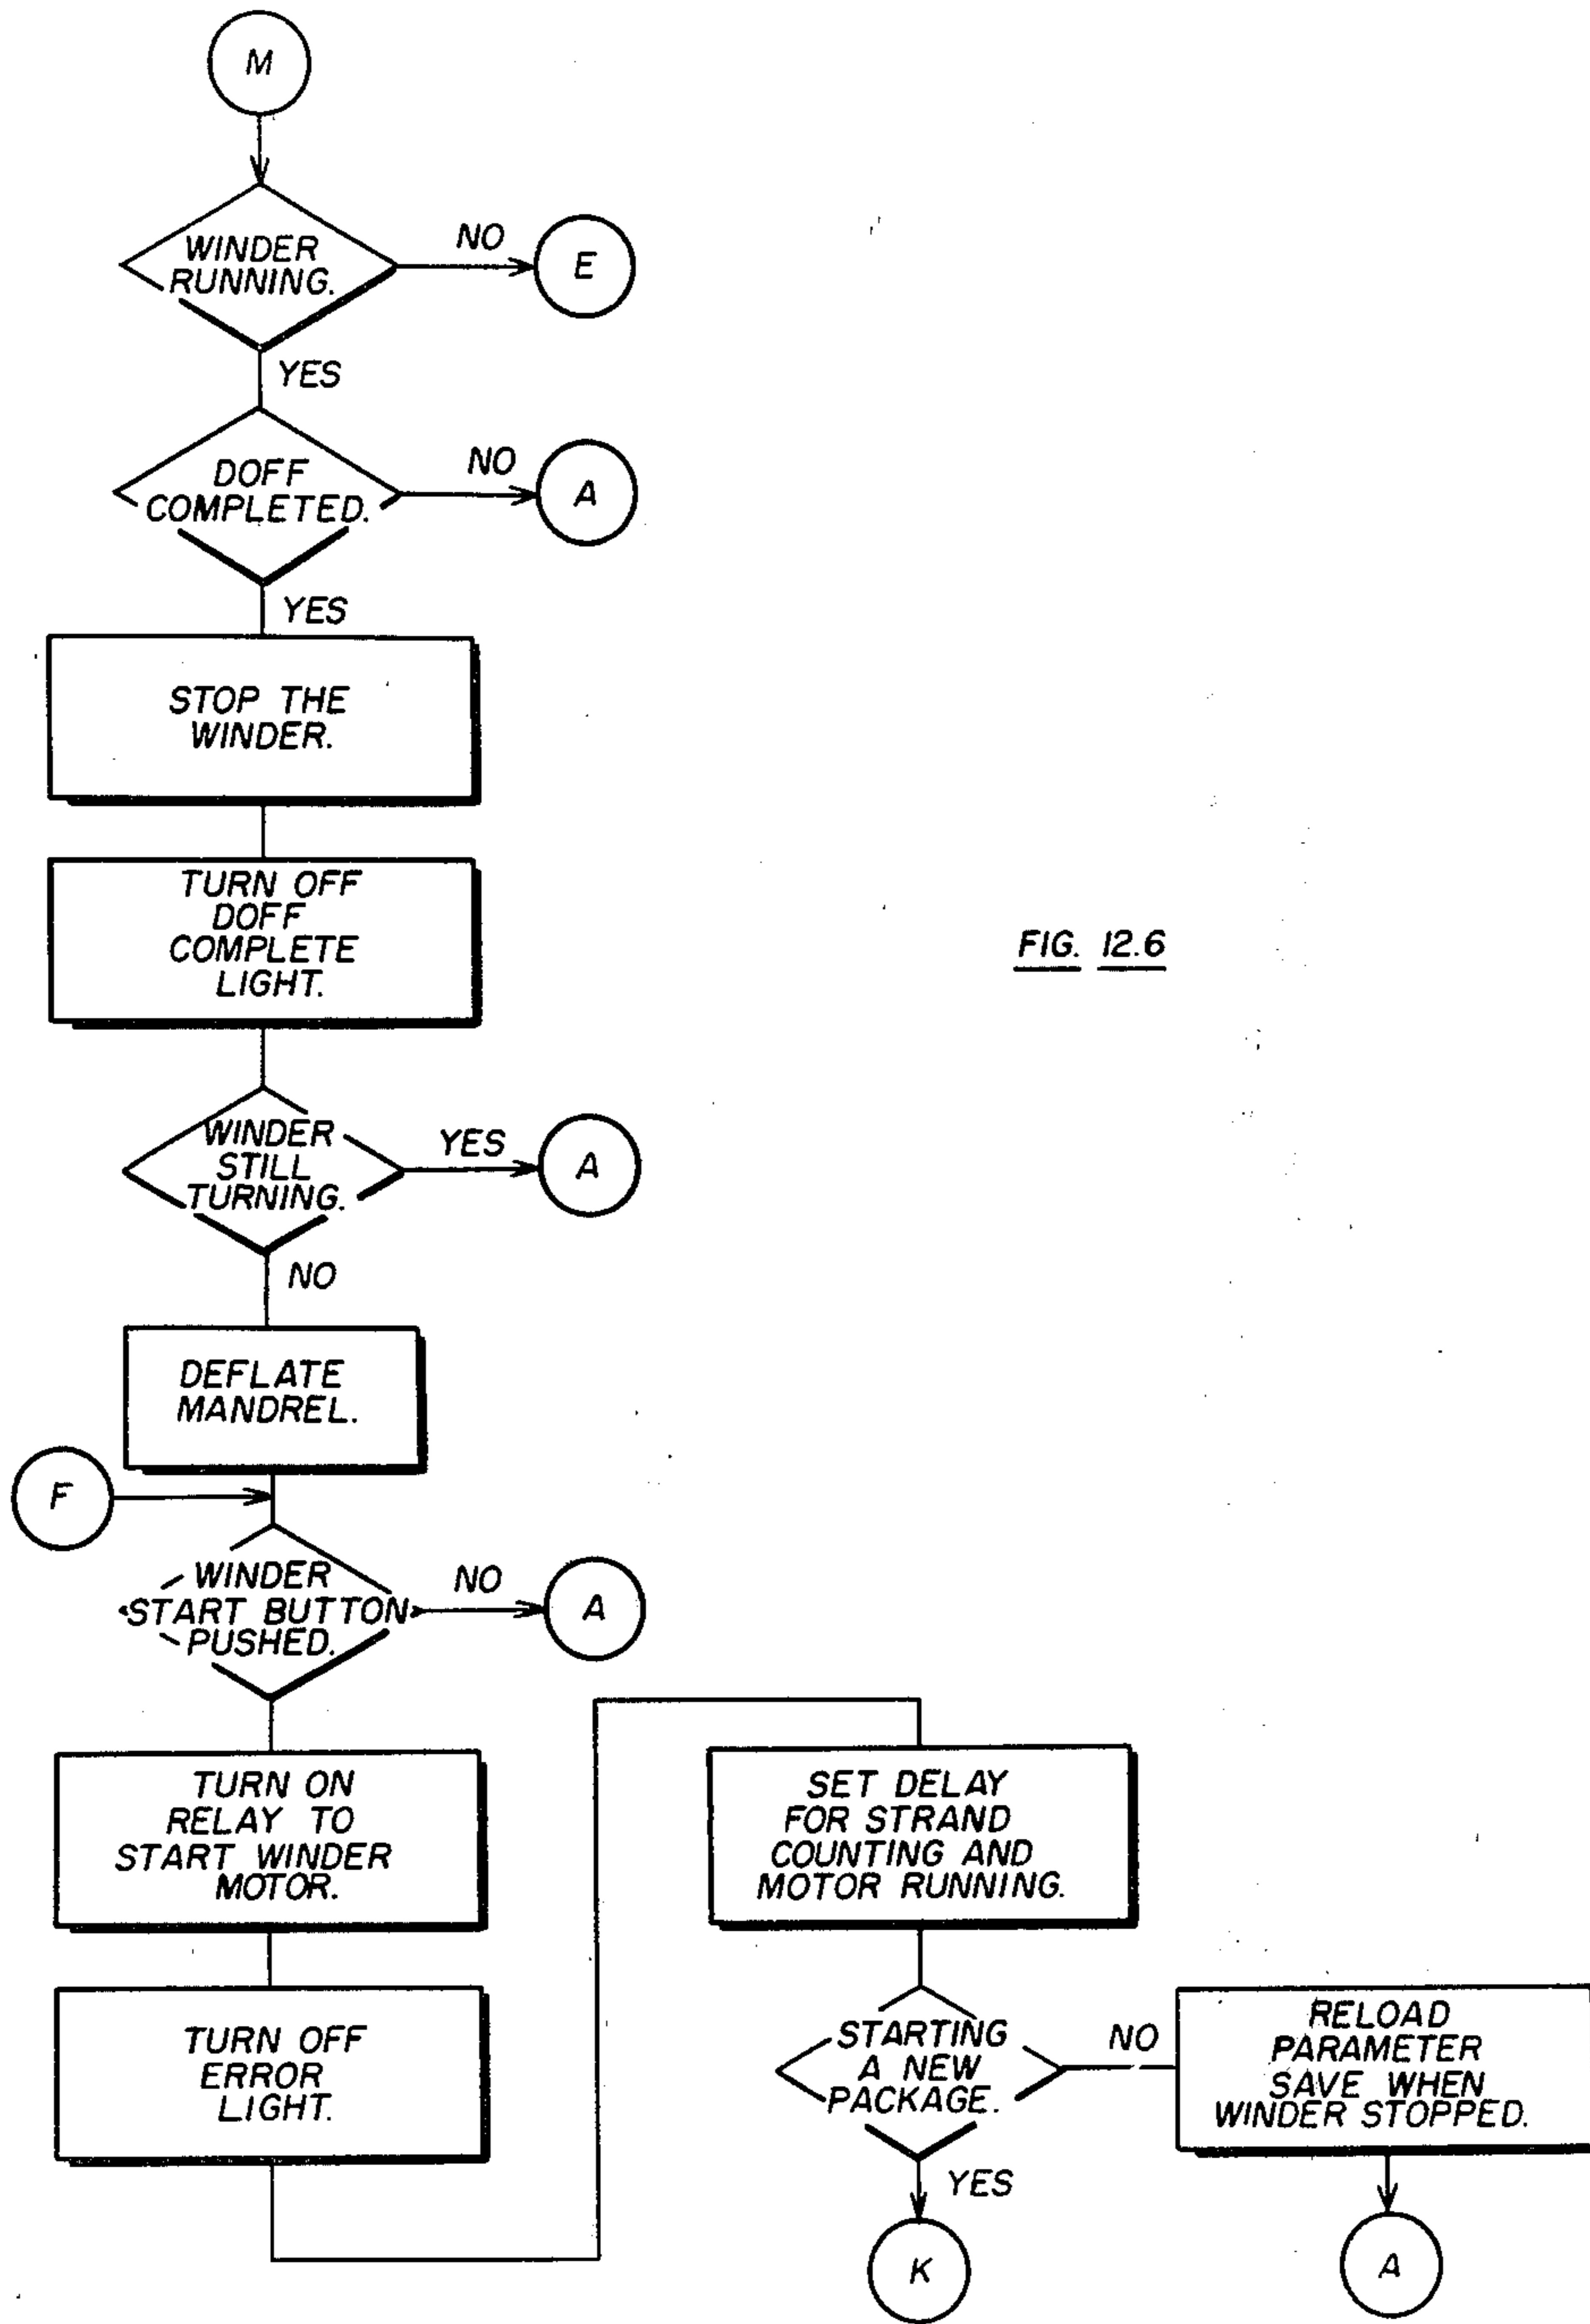 M
WINDER
RUNNING.
NO
E
YES
DOFF
COMPLETED.
NO
A
YES
STOP THE
WINDER.
TURN OFF
DOFF
COMPLETE
LIGHT.
FIG. 12.6
WINDER
STILL
TURNING.
YES
A
NO
DEFLATE
MANDREL.
F
WINDER
START BUTTON
PUSHED.
NO
A
TURN ON
RELAY TO
START WINDER
MOTOR.
TURN OFF
ERROR
LIGHT.
SET DELAY
FOR STRAND
COUNTING AND
MOTOR RUNNING.
STARTING
A NEW
PACKAGE.
NO
RELOAD
PARAMETER
SAVE WHEN
WINDER STOPPED.
YES
K
A